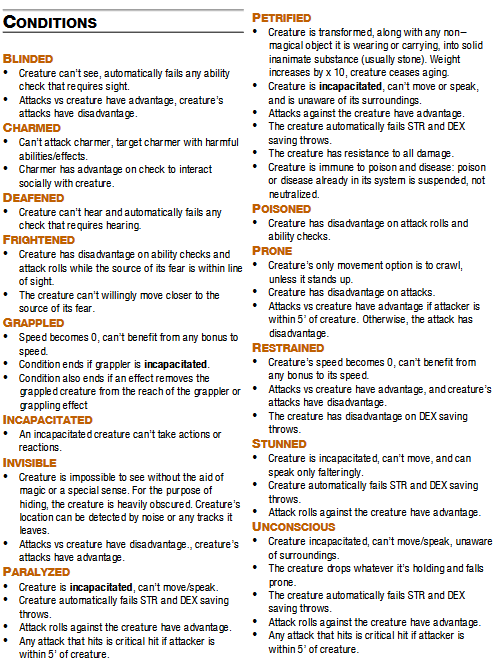 CONDITIONS
BLINDED
• Creature can't see, automatically fails any ability
check that requires sight.
• Attacks vs creature have advantage, creature's
attacks have disadvantage.
CHARMED
• Can't attack charmer, target charmer with harmful
abilities/effects.
• Charmer has advantage on check to interact
socially with creature.
DEAFENED
• Creature can't hear and automatically fails any
check that requires hearing.
FRIGHTENED
• Creature has disadvantage on ability checks and
attack rolls while the source of its fear is within line
of sight.
• The creature can't willingly move closer to the
source of its fear.
GRAPPLED
• Speed becomes 0, can't benefit from any bonus to
speed.
• Condition ends if grappler is incapacitated.
• Condition also ends if an effect removes the
grappled creature from the reach of the grappler or
grappling effect
INCAPACITATED
• An incapacitated creature can't take actions or
reactions.
INVISIBLE
• Creature is impossible to see without the aid of
magic or a special sense. For the purpose of
hiding, the creature is heavily obscured. Creature's
location can be detected by noise or any tracks it
leaves.
• Attacks vs creature have disadvantage., creature's
attacks have advantage.
PARALYZED
• Creature is incapacitated, can't move/speak.
• Creature automatically fails STR and DEX saving
throws.
• Attack rolls against the creature have advantage.
• Any attack that hits is critical hit if attacker is
within 5' of creature.
PETRIFIED
• Creature is transformed, along with any non–
magical object it is wearing or carrying, into solid
inanimate substance (usually stone). Weight
increases by x 10, creature ceases aging.
• Creature is incapacitated, can't move or speak,
and is unaware of its surroundings.
• Attacks against the creature have advantage.
• The creature automatically fails STR and DEX
saving throws.
• The creature has resistance to all damage.
• Creature is immune to poison and disease: poison
or disease already in its system is suspended, not
neutralized.
POISONED
• Creature has disadvantage on attack rolls and
ability checks.
PRONE
• Creature's only movement option is to crawl,
unless it stands up.
• Creature has disadvantage on attacks.
• Attacks vs creature have advantage if attacker is
within 5' of creature. Otherwise, the attack has
disadvantage.
RESTRAINED
• Creature's speed becomes 0, can't benefit from
any bonus to its speed.
• Attacks vs creature have advantage, and creature's
attacks have disadvantage.
• The creature has disadvantage on DEX saving
throws.
STUNNED
• Creature is incapacitated, can't move, and can
speak only falteringly.
• Creature automatically fails STR and DEX saving
throws.
• Attack rolls against the creature have advantage.
UNCONSCIOUS
• Creature incapacitated, can't move/speak, unaware
of surroundings.
• The creature drops whatever it's holding and falls
prone.
• The creature automatically fails STR and DEX
saving throws.
• Attack rolls against the creature have advantage.
• Any attack that hits is critical hit if attacker is
within 5' of creature.